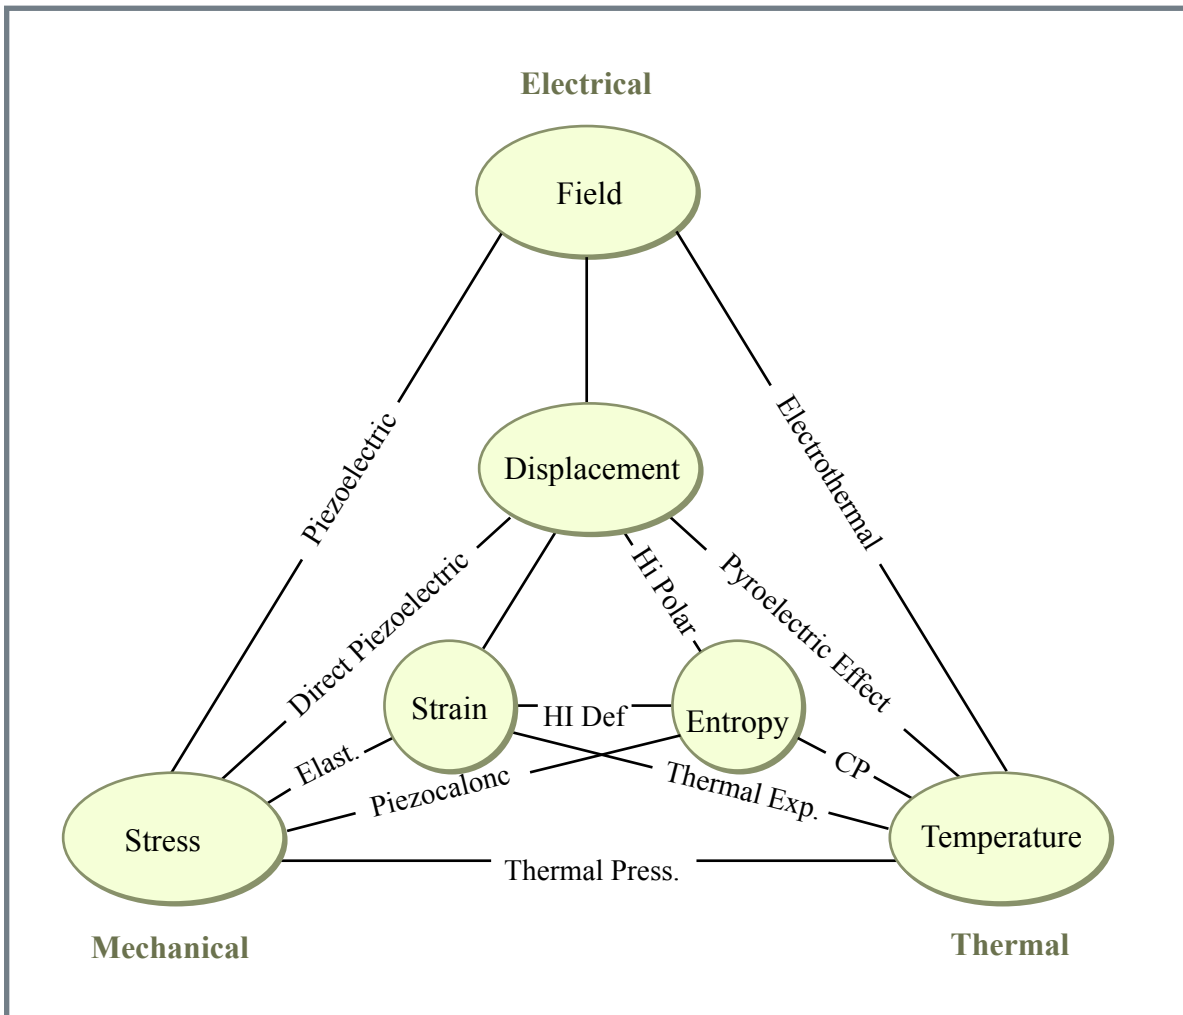 Electrical
Field
Piezoelectric
Electrothermal
Displacement
Direct Piezoelectric
Hi Polar
Pyroelectric Effect
Strain
HI Def
Entropy
Elast.
Piezocalonc
Thermal Exp.
CP
Stress
Temperature
Thermal Press.
Mechanical
Thermal